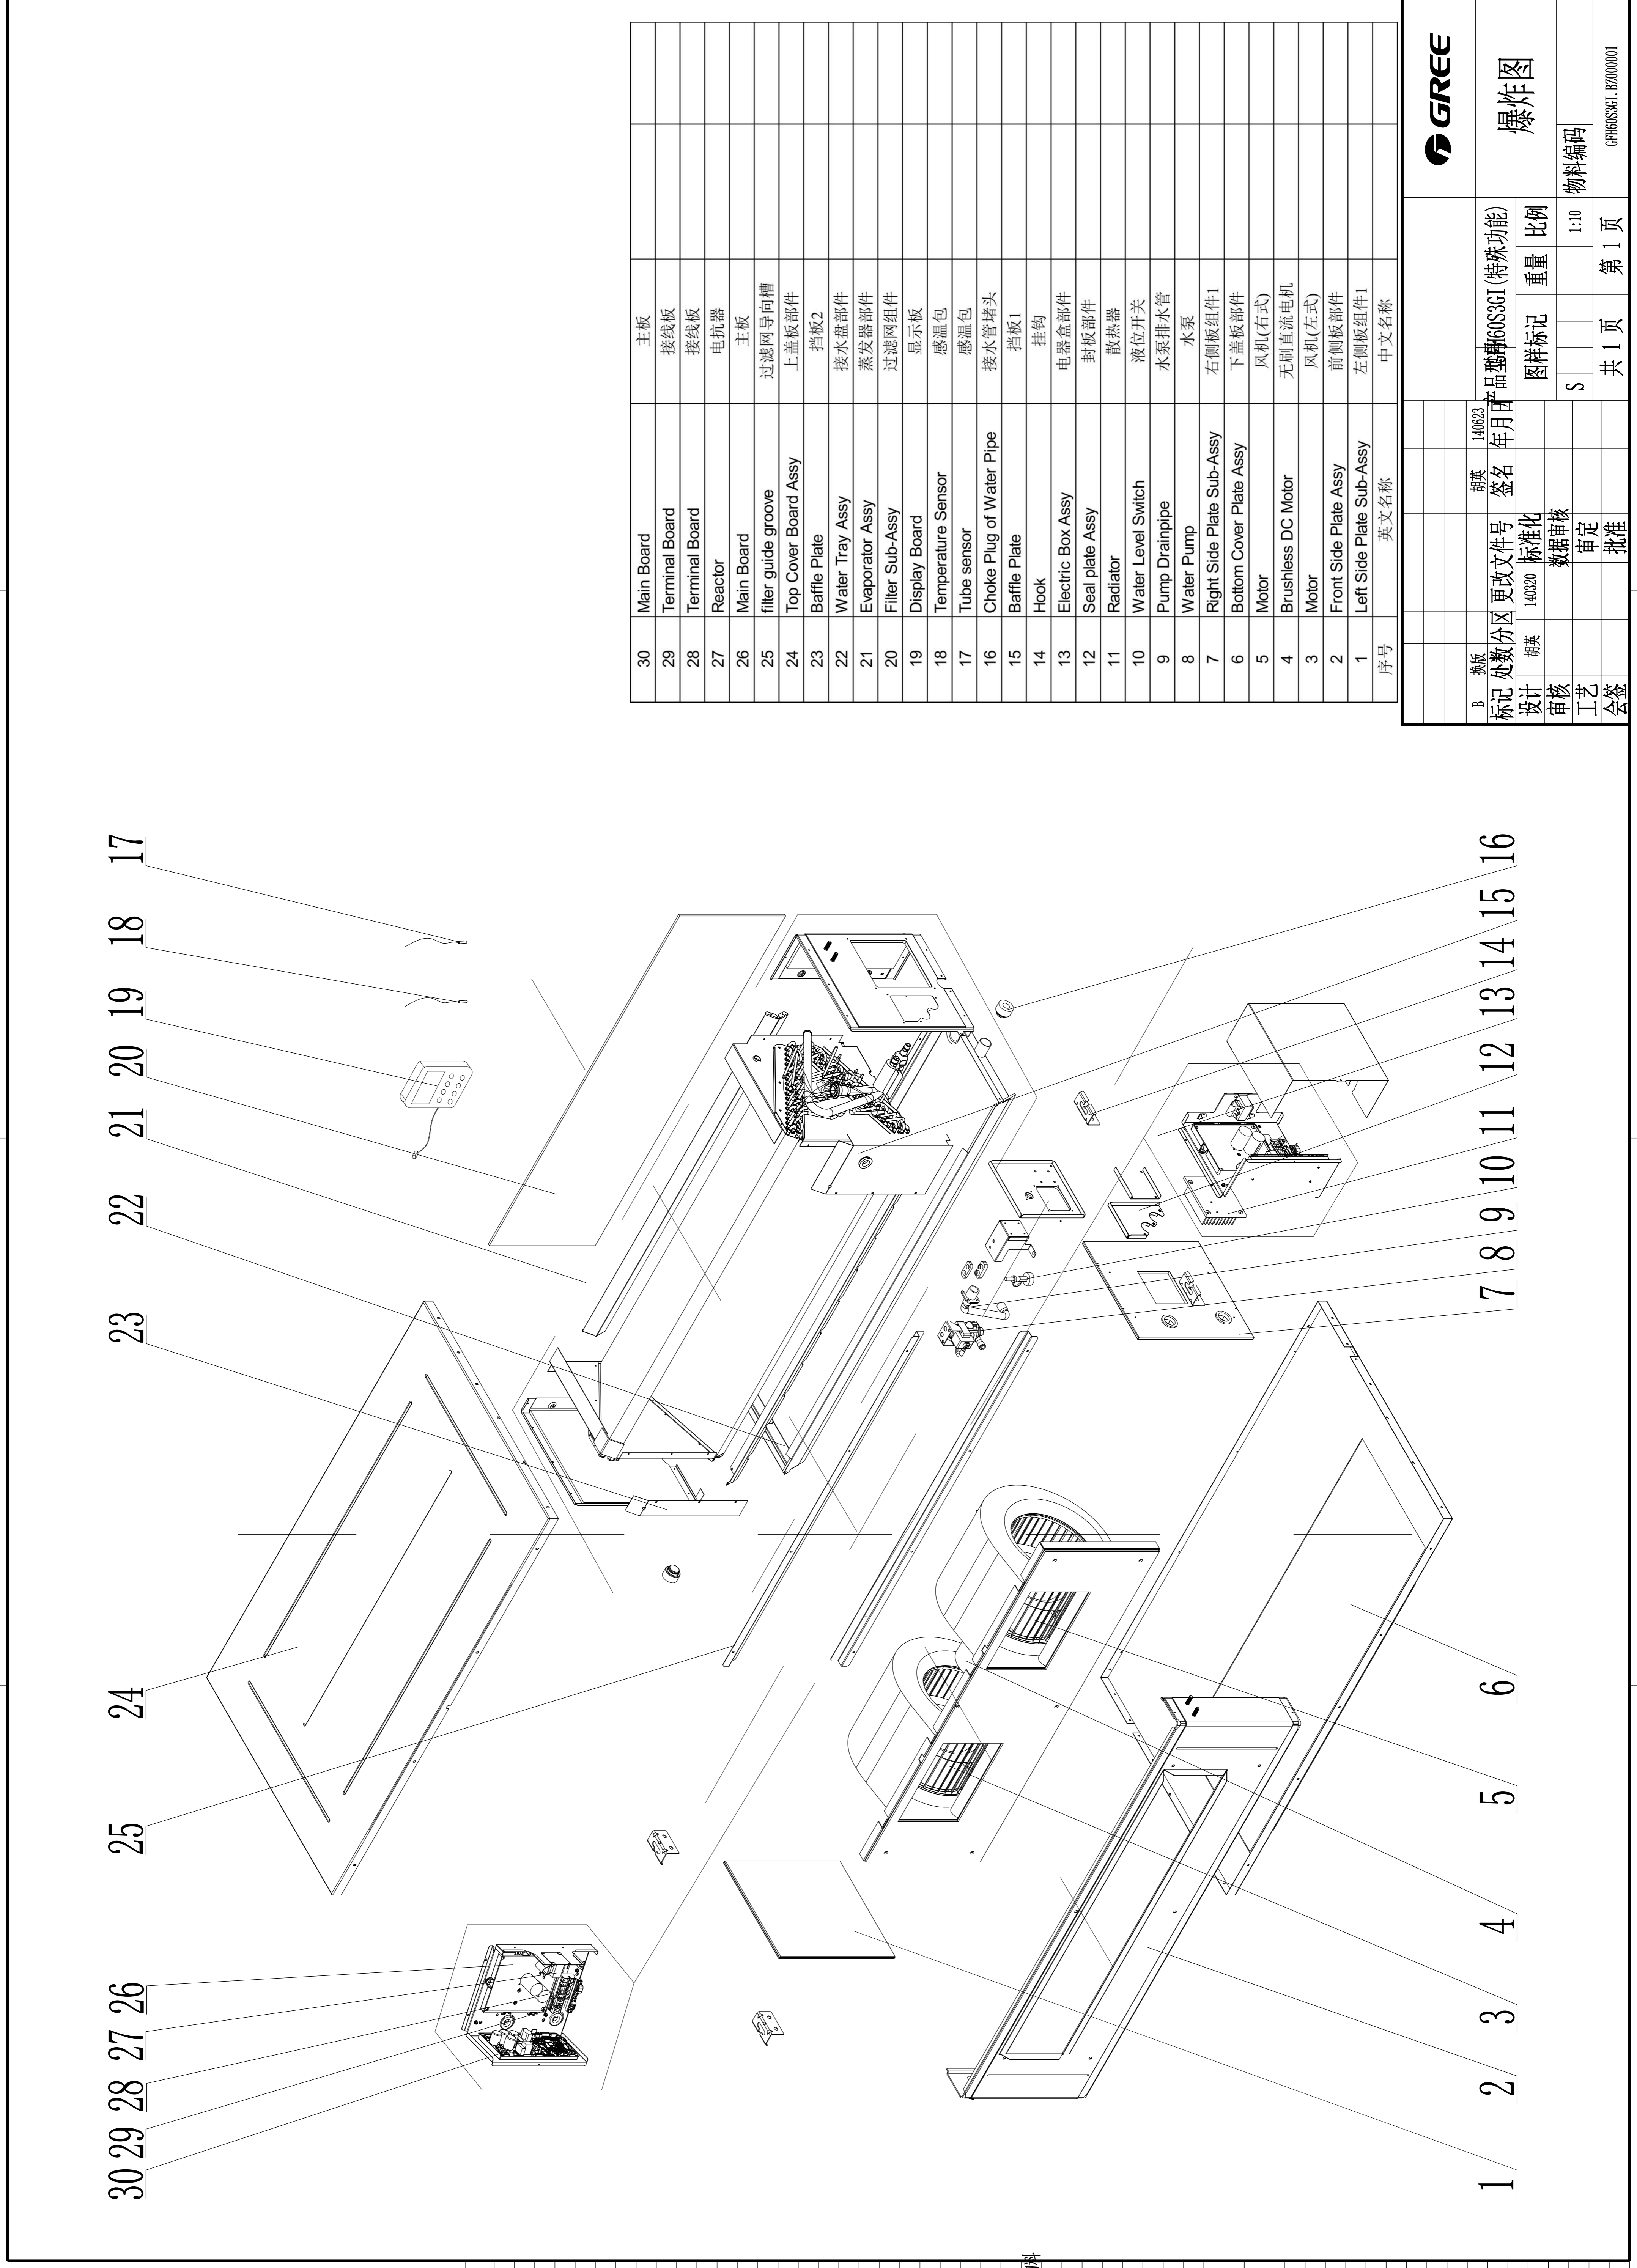 17
18
19
20
21
22
23
24
25
26
27
28
29
30
16
15
14
13
12
11
10
9
8
7
6
5
4
3
2
1
30 Main Board 主板
29 Terminal Board 接线板
28 Terminal Board 接线板
27 Reactor 电抗器
26 Main Board 主板
25 filter guide groove 过滤网导向槽
24 Top Cover Board Assy 上盖板部件
23 Baffle Plate 挡板2
22 Water Tray Assy 接水盘部件
21 Evaporator Assy 蒸发器部件
20 Filter Sub-Assy 过滤网组件
19 Display Board 显示板
18 Temperature Sensor 感温包
17 Tube sensor 感温包
16 Choke Plug of Water Pipe 接水管堵头
15 Baffle Plate 挡板1
14 Hook 挂钩
13 Electric Box Assy 电器盒部件
12 Seal plate Assy 封板部件
11 Radiator 散热器
10 Water Level Switch 液位开关
9 Pump Drainpipe 水泵排水管
8 Water Pump 水泵
7 Right Side Plate Sub-Assy 右侧板组件1
6 Bottom Cover Plate Assy 下盖板部件
5 Motor 风机(右式)
4 Brushless DC Motor 无刷直流电机
3 Motor 风机(左式)
2 Front Side Plate Assy 前侧板部件
1 Left Side Plate Sub-Assy 左侧板组件1
序号 英文名称 中文名称
B 换版 胡英 140623
标记 处数 分区 更改文件号 签名 年月日
设计 胡英 140320 标准化
审核 数据审核
工艺 审定
会签 批准
60S3GI(特殊功能)
图样标记 重量 比例
S 1:10
共 1 页 第 1 页
GREE
爆炸图
物料编码
GFH60S3GI.BZ000001